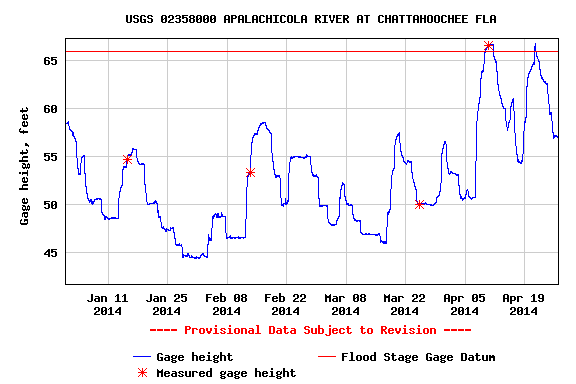 USGS 02358000 APALACHICOLA RIVER AT CHATTAHOOCHEE FLA
Gage height, feet
65
60
55
50
45
Jan 11 2014
Jan 25 2014
Feb 08 2014
Feb 22 2014
Mar 08 2014
Mar 22 2014
Apr 05 2014
Apr 19 2014
---- Provisional Data Subject to Revision ----
Gage height
Flood Stage Gage Datum
Measured gage height